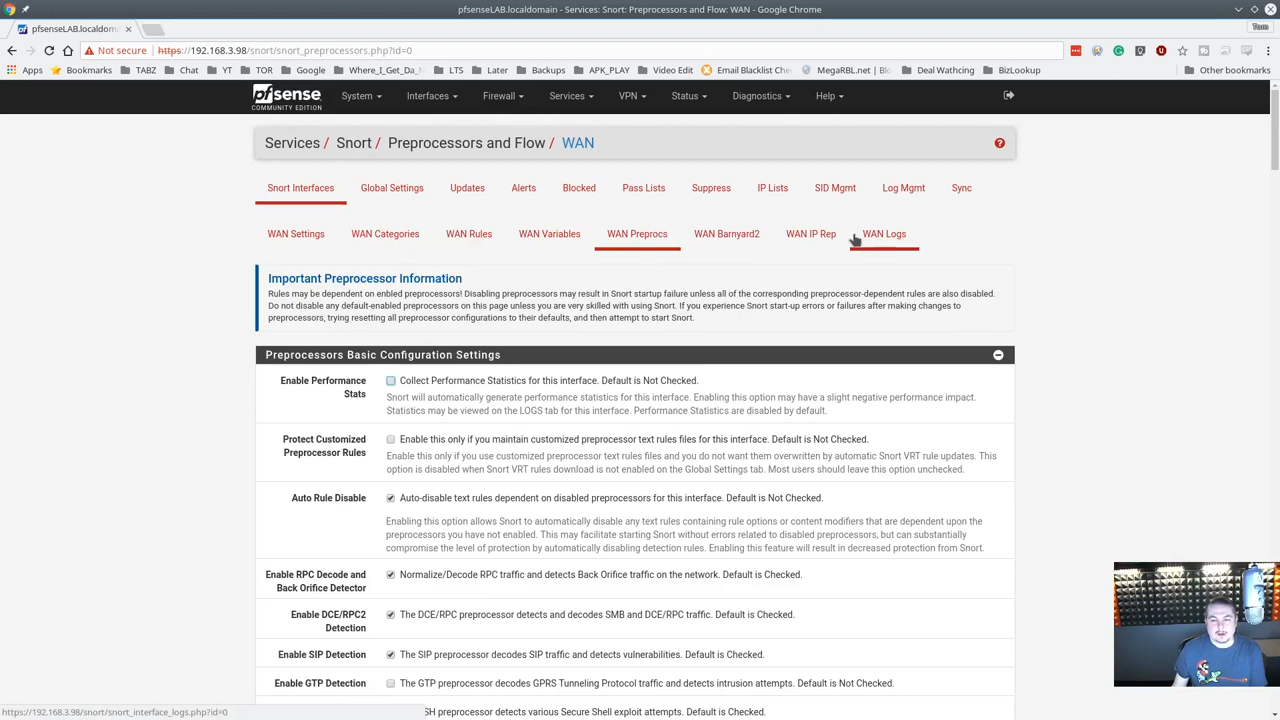 pfsenseLAB.localdomain - Services: Snort: Preprocessors and Flow: WAN - Google Chrome
pfsenseLAB.localdomain
Tom
Not secure
https://192.168.3.98/snort/snort_preprocessors.php?id=0
Apps Bookmarks TABZ Chat YT TOR Google LTS Later Backups APK_PLAY Video Edit Email Blacklist Che MegaRBL.net | Deal Wathcing BizLookup Other bookmarks
pfsense System Interfaces Firewall Services VPN Status Diagnostics Help
COMMUNITY EDITION
Services / Snort / Preprocessors and Flow / WAN
Snort Interfaces Global Settings Updates Alerts Blocked Pass Lists Suppress IP Lists SID Mgmt Log Mgmt Sync
WAN Settings WAN Categories WAN Rules WAN Variables WAN Preprocs WAN Barnyard2 WAN IP Rep WAN Logs
Important Preprocessor Information
Rules may be dependent on enbled preprocessors! Disabling preprocessors may result in Snort startup failure unless all of the corresponding preprocessor-dependent rules are also disabled.
Do not disable any default-enabled preprocessors on this page unless you are very skilled with using Snort. If you experience Snort start-up errors or failures after making changes to
preprocessors, trying resetting all preprocessor configurations to their defaults, and then attempt to start Snort.
Preprocessors Basic Configuration Settings
Enable Performance
Stats
Collect Performance Statistics for this interface. Default is Not Checked.
Snort will automatically generate performance statistics for this interface. Enabling this option may have a slight negative performance impact.
Statistics may be viewed on the LOGS tab for this interface. Performance Statistics are disabled by default.
Protect Customized
Preprocessor Rules
Enable this only if you maintain customized preprocessor text rules files for this interface. Default is Not Checked.
Enable this only if you use customized preprocessor text rules files and you do not want them overwritten by automatic Snort VRT rule updates. This
option is disabled when Snort VRT rules download is not enabled on the Global Settings tab. Most users should leave this option unchecked.
Auto Rule Disable
Auto-disable text rules dependent on disabled preprocessors for this interface. Default is Not Checked.
Enabling this option allows Snort to automatically disable any text rules containing rule options or content modifiers that are dependent upon the
preprocessors you have not enabled. This may facilitate starting Snort without errors related to disabled preprocessors, but can substantially
compromise the level of protection by automatically disabling detection rules. Enabling this feature will result in decreased protection from Snort.
Enable RPC Decode and
Back Orifice Detector
Normalize/Decode RPC traffic and detects Back Orifice traffic on the network. Default is Checked.
Enable DCE/RPC2
Detection
The DCE/RPC preprocessor detects and decodes SMB and DCE/RPC traffic. Default is Checked.
Enable SIP Detection
The SIP preprocessor decodes SIP traffic and detects vulnerabilities. Default is Checked.
Enable GTP Detection
The GTP preprocessor decodes GPRS Tunneling Protocol traffic and detects intrusion attempts. Default is Not Checked.
SH preprocessor detects various Secure Shell exploit attempts. Default is Checked.
https://192.168.3.98/snort/snort_interface_logs.php?id=0